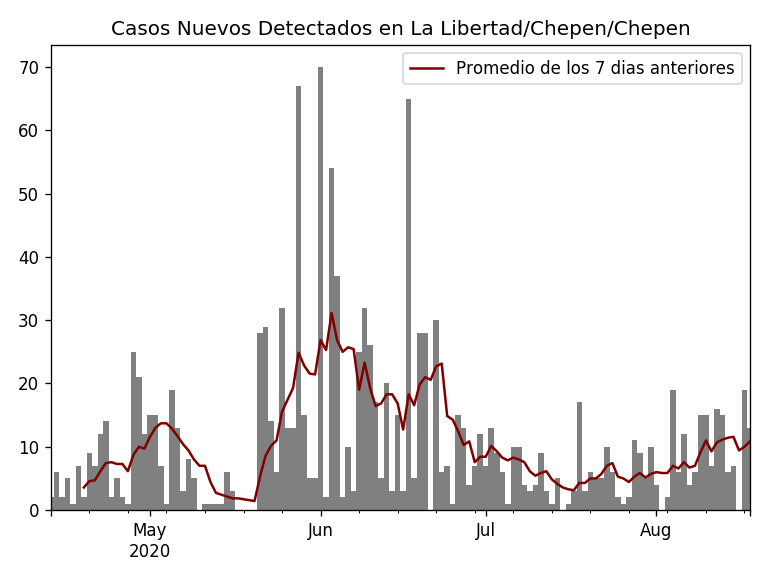 Casos Nuevos Detectados en La Libertad/Chepen/Chepen
Promedio de los 7 dias anteriores
70
60
50
40
30
20
10
0
May
2020
Jun
Jul
Aug